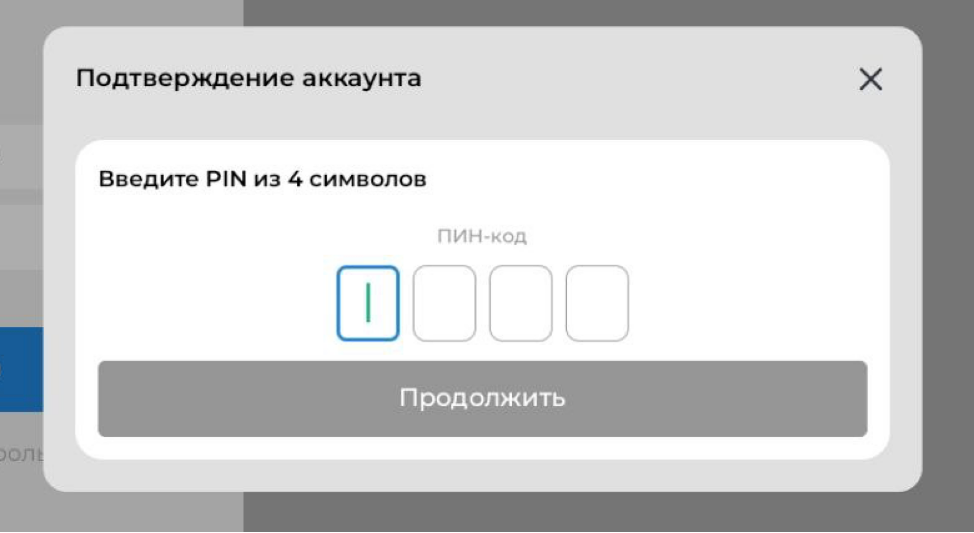 Подтверждение аккаунта
Введите PIN из 4 символов
ПИН-код
Продолжить